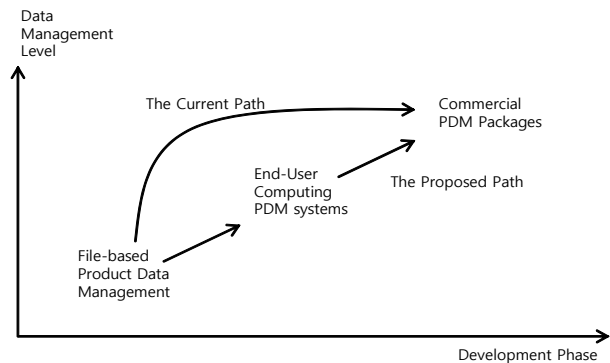 Data
Management
Level
The Current Path
Commercial
PDM Packages
End-User
Computing
PDM systems
The Proposed Path
File-based
Product Data
Management
Development Phase